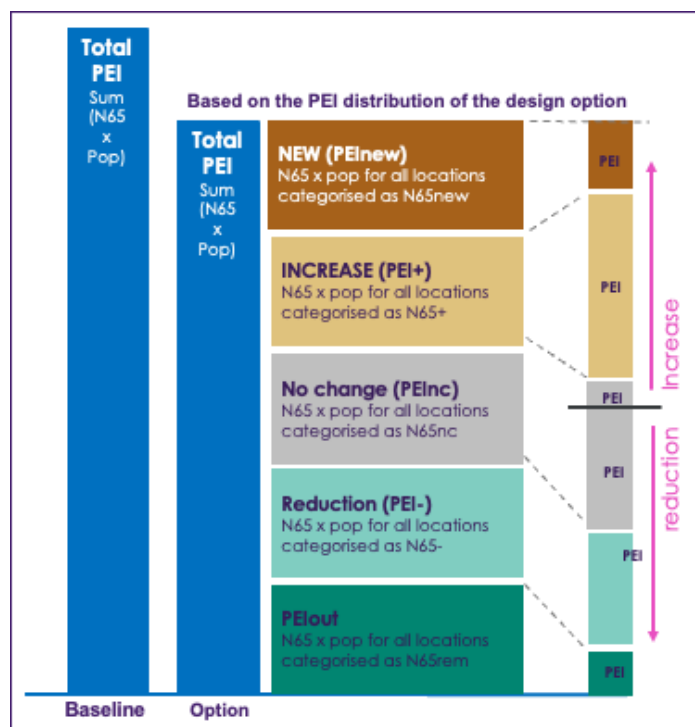 Total
PEI
Sum
(N65
x
Pop)
Based on the PEI distribution of the design option
Total
PEI
Sum
(N65
x
Pop)
NEW (PEInew)
N65 x pop for all locations
categorised as N65new
INCREASE (PEI+)
N65 x pop for all locations
categorised as N65+
No change (PEInc)
N65 x pop for all locations
categorised as N65nc
Reduction (PEI-)
N65 x pop for all locations
categorised as N65-
PEIout
N65 x pop for all locations
categorised as N65rem
PEI
PEI
PEI
PEI
PEI
PEI
Increase
reduction
Baseline
Option